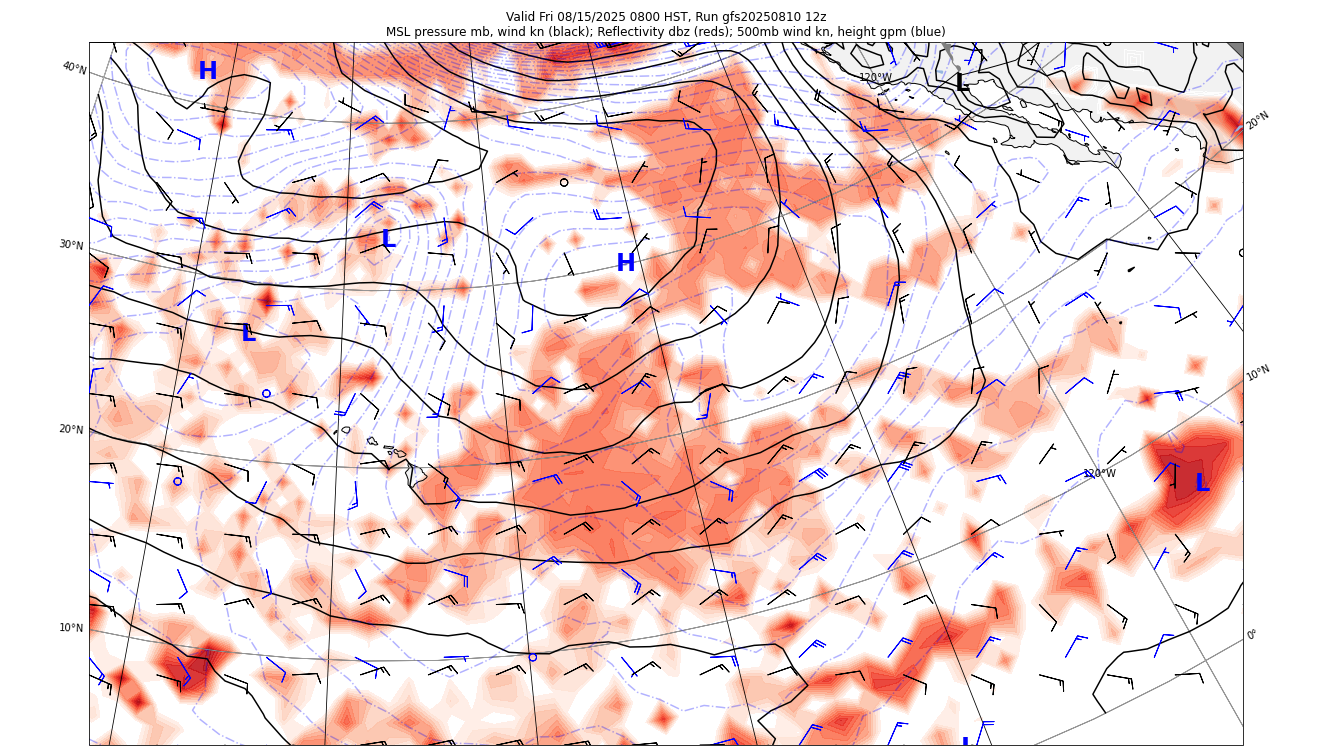 Valid Fri 08/15/2025 0800 HST, Run gfs20250810 12z
MSL pressure mb, wind kn (black); Reflectivity dbz (reds); 500mb wind kn, height gpm (blue)
40°N
H
120°W
L
20°N
30°N
L
H
L
10°N
20°N
120°W
L
10°N
0°
L